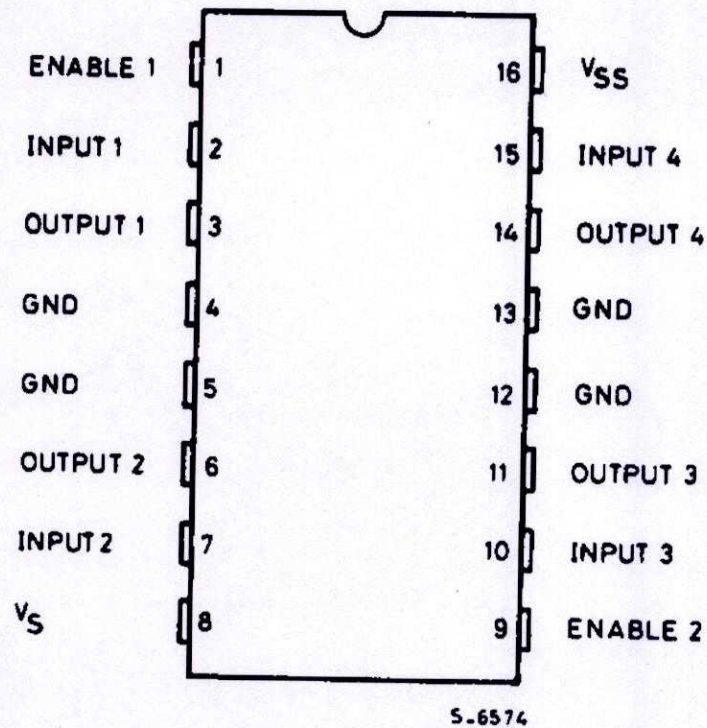 ENABLE 1 1 16 VSS
INPUT 1 2 15 INPUT 4
OUTPUT 1 3 14 OUTPUT 4
GND 4 13 GND
GND 5 12 GND
OUTPUT 2 6 11 OUTPUT 3
INPUT 2 7 10 INPUT 3
VS 8 9 ENABLE 2
S-6574